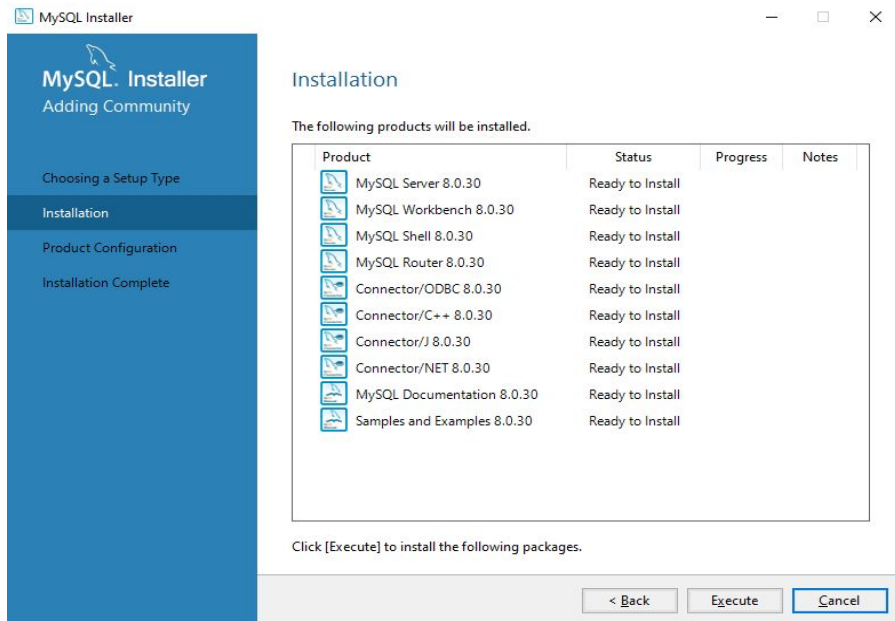 MySQL Installer
MySQL. Installer
Adding Community
Choosing a Setup Type
Installation
Product Configuration
Installation Complete
Installation
The following products will be installed.
Product Status Progress Notes
MySQL Server 8.0.30 Ready to Install
MySQL Workbench 8.0.30 Ready to Install
MySQL Shell 8.0.30 Ready to Install
MySQL Router 8.0.30 Ready to Install
Connector/ODBC 8.0.30 Ready to Install
Connector/C++ 8.0.30 Ready to Install
Connector/J 8.0.30 Ready to Install
Connector/NET 8.0.30 Ready to Install
MySQL Documentation 8.0.30 Ready to Install
Samples and Examples 8.0.30 Ready to Install
Click [Execute] to install the following packages.
< Back Execute Cancel